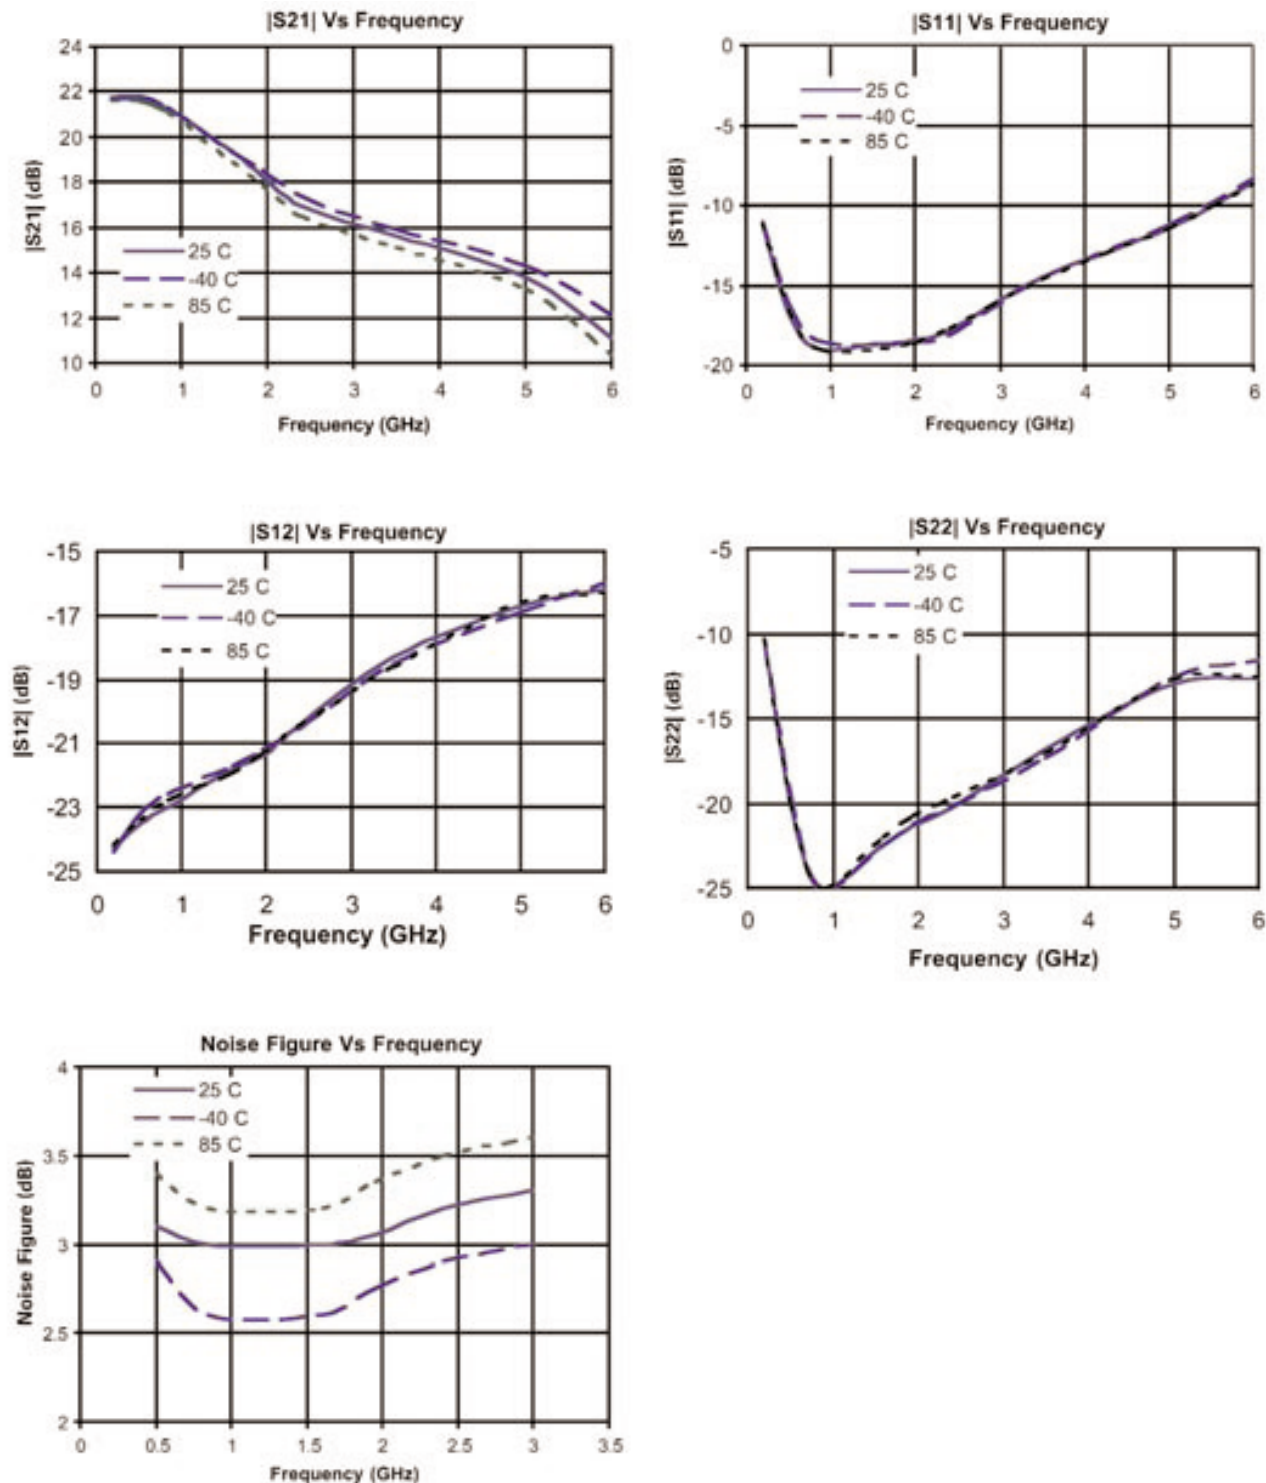 |S21| Vs Frequency
24
22
20
18
16
14
12
10
|S21| (dB)
25 C
-40 C
85 C
0 1 2 3 4 5 6
Frequency (GHz)
|S11| Vs Frequency
0
-5
-10
-15
-20
|S11| (dB)
25 C
-40 C
85 C
0 1 2 3 4 5 6
Frequency (GHz)
|S12| Vs Frequency
-15
-17
-19
-21
-23
-25
|S12| (dB)
25 C
-40 C
85 C
0 1 2 3 4 5 6
Frequency (GHz)
|S22| Vs Frequency
-5
-10
-15
-20
-25
|S22| (dB)
25 C
-40 C
85 C
0 1 2 3 4 5 6
Frequency (GHz)
Noise Figure Vs Frequency
4
3.5
3
2.5
2
Noise Figure (dB)
25 C
-40 C
85 C
0 0.5 1 1.5 2 2.5 3 3.5
Frequency (GHz)